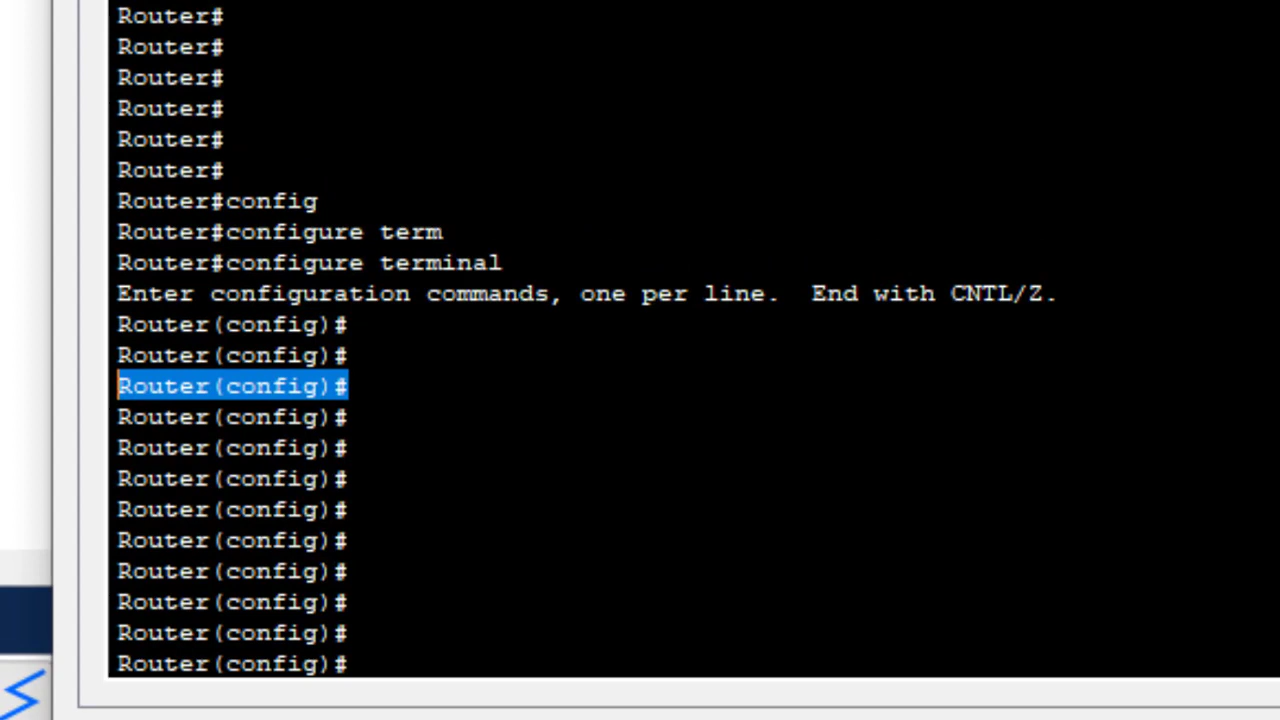 Router#
Router#
Router#
Router#
Router#
Router#
Router#config
Router#configure term
Router#configure terminal
Enter configuration commands, one per line.  End with CNTL/Z.
Router(config)#
Router(config)#
Router(config)#
Router(config)#
Router(config)#
Router(config)#
Router(config)#
Router(config)#
Router(config)#
Router(config)#
Router(config)#
Router(config)#